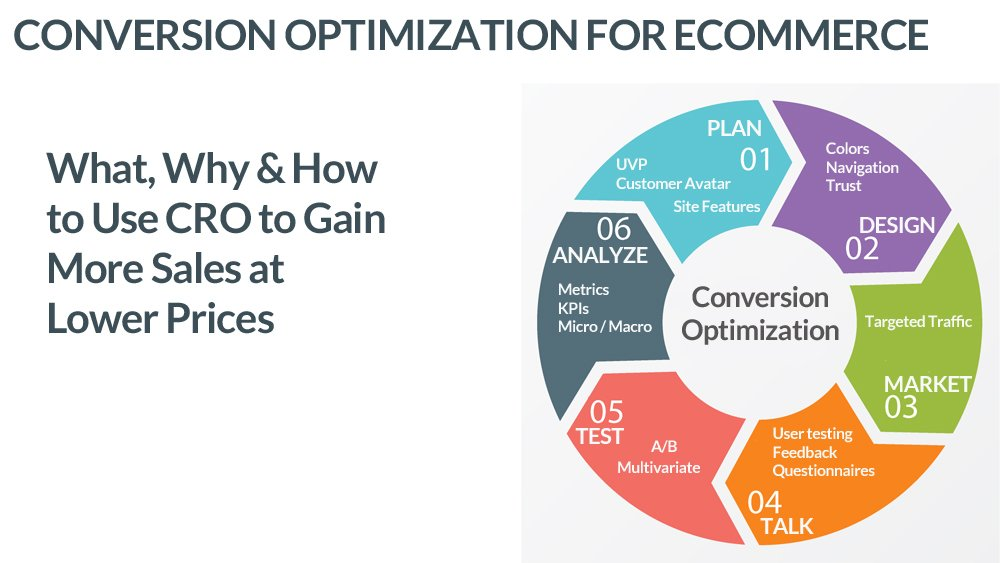 CONVERSION OPTIMIZATION FOR ECOMMERCE
What, Why & How
to Use CRO to Gain
More Sales at
Lower Prices
PLAN
01
UVP
Customer Avatar
Site Features
Colors
Navigation
Trust
DESIGN
02
Targeted Traffic
MARKET
03
User testing
Feedback
Questionnaires
04
TALK
05
TEST
A/B
Multivariate
06
ANALYZE
Metrics
KPIs
Micro / Macro
Conversion
Optimization